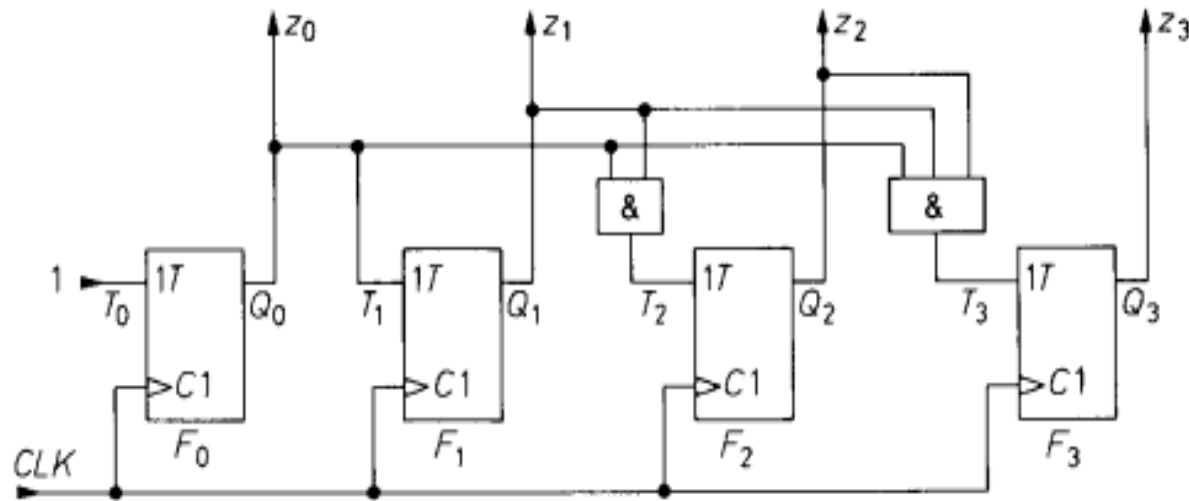 z0 z1 z2 z3
& &
1 1T 1T 1T 1T
T0 Q0 T1 Q1 T2 Q2 T3 Q3
C1 C1 C1 C1
F0 F1 F2 F3
CLK